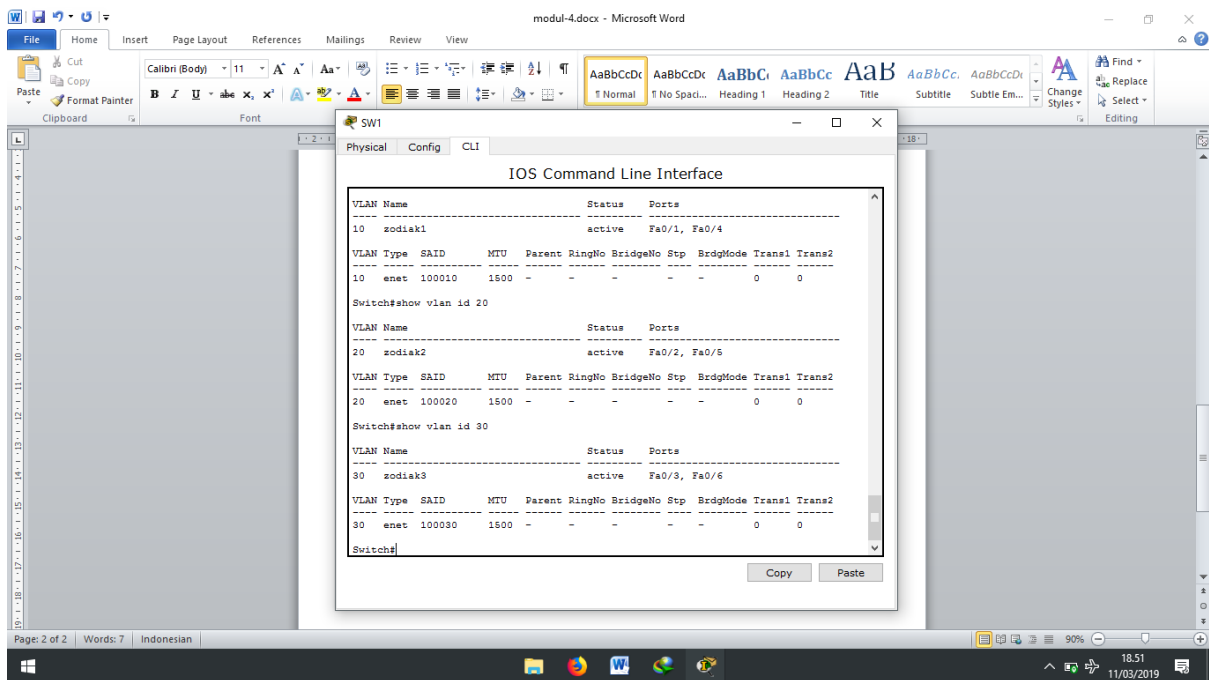 modul-4.docx - Microsoft Word
File Home Insert Page Layout References Mailings Review View
Paste
Cut
Copy
Format Painter
Clipboard
Calibri (Body) 11
B I U abc x₂ x²
Font
AaBbCcDc
¶ Normal
AaBbCcDc
¶ No Spaci...
AaBbC
Heading 1
AaBbCc
Heading 2
AaB
Title
AaBbCc.
Subtitle
AaBbCcDc
Subtle Em...
Change
Styles
Find
Replace
Select
Editing
SW1
Physical Config CLI
IOS Command Line Interface
VLAN Name Status Ports
---- -------------------------------- --------- -------------------------------
10 zodiak1 active Fa0/1, Fa0/4
VLAN Type SAID MTU Parent RingNo BridgeNo Stp BrdgMode Trans1 Trans2
---- ----- ---------- ----- ------ ------ -------- ---- -------- ------ ------
10 enet 100010 1500 - - - - - 0 0
Switch#show vlan id 20
VLAN Name Status Ports
---- -------------------------------- --------- -------------------------------
20 zodiak2 active Fa0/2, Fa0/5
VLAN Type SAID MTU Parent RingNo BridgeNo Stp BrdgMode Trans1 Trans2
---- ----- ---------- ----- ------ ------ -------- ---- -------- ------ ------
20 enet 100020 1500 - - - - - 0 0
Switch#show vlan id 30
VLAN Name Status Ports
---- -------------------------------- --------- -------------------------------
30 zodiak3 active Fa0/3, Fa0/6
VLAN Type SAID MTU Parent RingNo BridgeNo Stp BrdgMode Trans1 Trans2
---- ----- ---------- ----- ------ ------ -------- ---- -------- ------ ------
30 enet 100030 1500 - - - - - 0 0
Switch#
Copy Paste
Page: 2 of 2 Words: 7 Indonesian 90%
18.51
11/03/2019